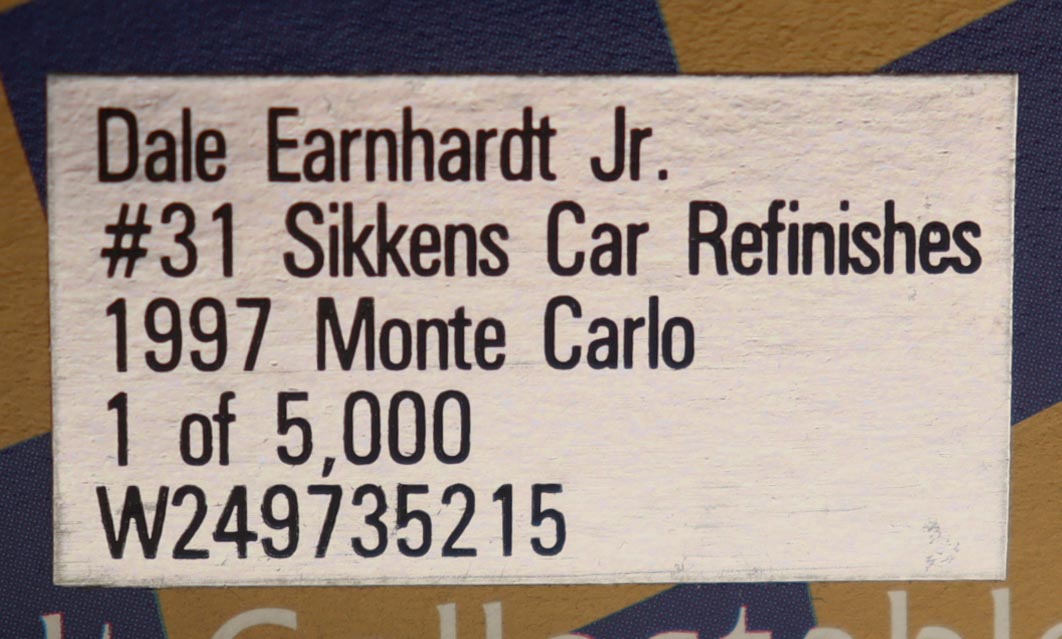 Dale Earnhardt Jr.
#31 Sikkens Car Refinishes
1997 Monte Carlo
1 of 5,000
W249735215